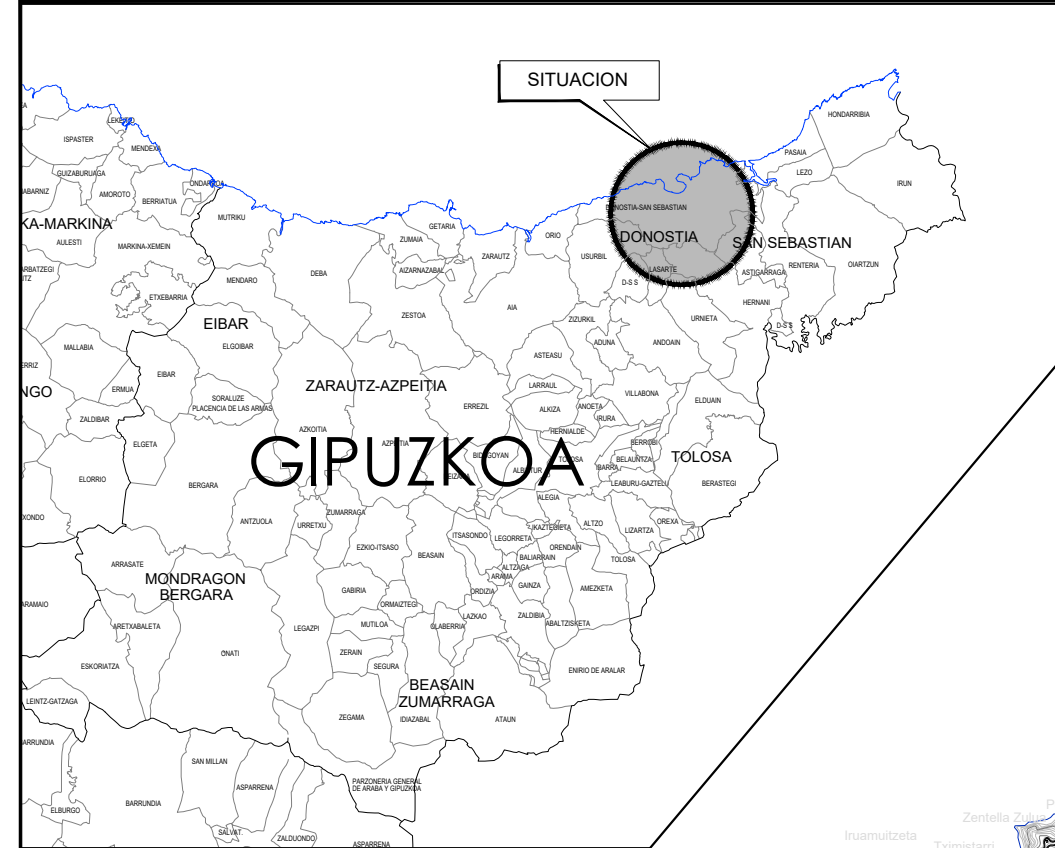 SITUACION
HONDARRIBIA
LEKEITIO
ISPASTER
MENDEXA
PASAIA
LEZO
GUIZABURUAGA
IRUN
AMOROTO
BERRIATUA
ONDARROA
DONOSTIA-SAN SEBASTIAN
KA-MARKINA
MUTRIKU
GETARIA
ORIO
ZUMAIA
ZARAUTZ
DONOSTIA
SAN SEBASTIAN
AULESTI
MARKINA-XEMEIN
USURBIL
RENTERIA
OIARTZUN
DEBA
AIZARNAZABAL
LASARTE
ASTIGARRAGA
MENDARO
D-S S
ETXEBARRIA
HERNANI
AIA
ZESTOA
ZIZURKIL
URNIETA
EIBAR
D-S S
ELGOIBAR
ADUNA
ANDOAIN
MALLABIA
ASTEASU
EIBAR
ZARAUTZ-AZPEITIA
LARRAUL
ERMUA
NGO
SORALUZE
PLACENCIA DE LAS ARMAS
VILLABONA
ELDUAIN
ERREZIL
ALKIZA
ANOETA
IRURA
ZALDIBAR
AZKOITIA
HERNIALDE
ELGETA
AZPEITIA
BERROBI
GIPUZKOA
BIDEGOYAN
TOLOSA
BELAUNTZA
TOLOSA
ELORRIO
IBARRA
LEABURU-GAZTELU
BERASTEGI
BERGARA
ALEGIA
ZUMARRAGA
ANTZUOLA
URRETXU
IKAZTEGIETA
ALTZO
OREXA
LIZARTZA
ITSASONDO
LEGORRETA
EZKIO-ITSASO
BEASAIN
ORENDAIN
BALIARRAIN
TOLOSA
ARRASATE
ALTZAGA
ARAMA
MONDRAGON
BERGARA
GABIRIA
ORDIZIA
GAINZA
AMEZKETA
ORMAIZTEGI
LAZKAO
ZALDIBIA
ABALTZISKETA
ARETXABALETA
LEGAZPI
MUTILOA
OLABERRIA
OÑATI
ZERAIN
ESKORIATZA
SEGURA
ENIRIO DE ARALAR
BEASAIN
ZUMARRAGA
LEINTZ-GATZAGA
ZEGAMA
IDIAZABAL
ATAUN
SAN MILLAN
PARZONERIA GENERAL
DE ARABA Y GIPUZKOA
ASPARRENA
BARRUNDIA
ELBURGO
SALVAT.
ZALDUONDO
ASPARRENA
Zentella Zulua
Iruamuitzeta
Tximistarri